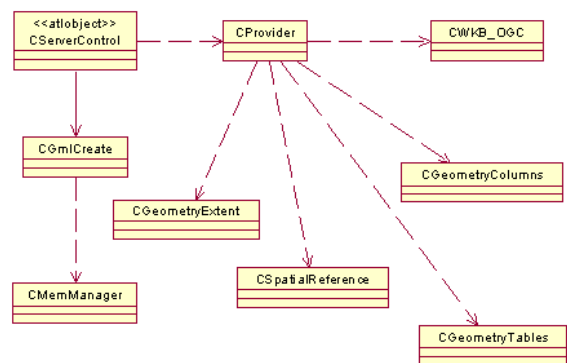 <<atlobject>>
CServerControl
CProvider
CWKB_OGC
CGmlCreate
CGeometryColumns
CGeometryExtent
CSpatialReference
CMemManager
CGeometryTables